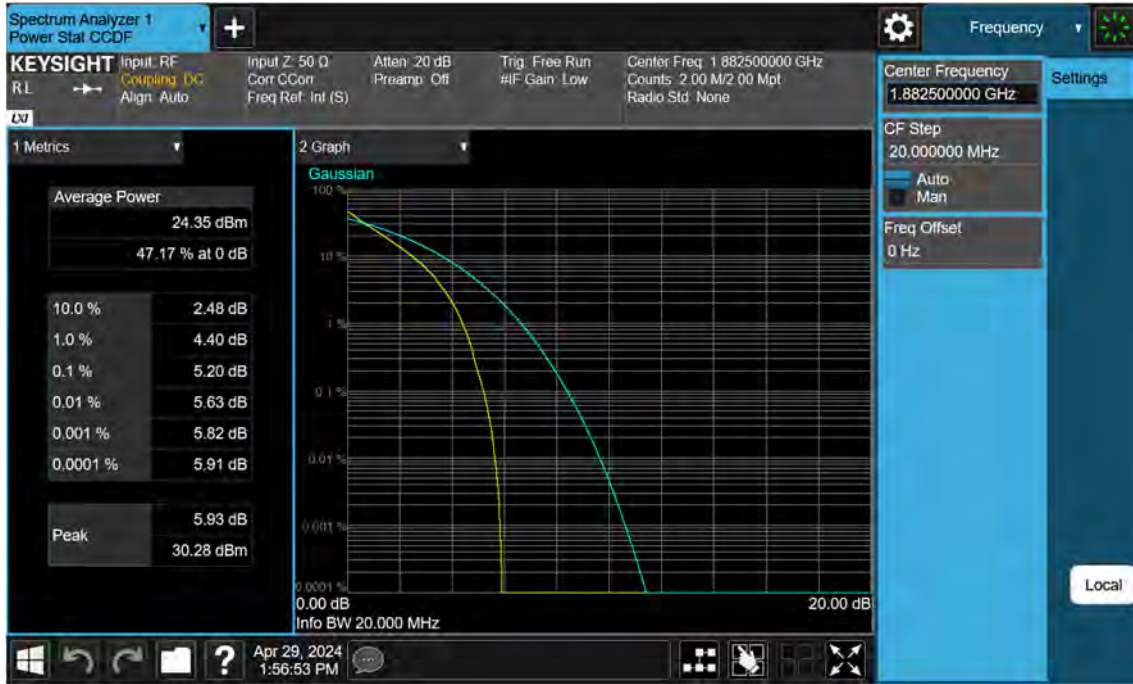 Spectrum Analyzer 1
Power Stat CCDF
+
Frequency
KEYSIGHT
R L
LXI
Input: RF
Coupling: DC
Align: Auto
Input Z: 50 Ω
Corr CCorr
Freq Ref: Int (S)
Atten: 20 dB
Preamp: Off
Trig: Free Run
#IF Gain: Low
Center Freq: 1.882500000 GHz
Counts: 2.00 M/2.00 Mpt
Radio Std: None
Center Frequency
1.882500000 GHz
Settings
CF Step
20.000000 MHz
Auto
Man
Freq Offset
0 Hz
1 Metrics
Average Power
24.35 dBm
47.17 % at 0 dB
10.0 % 2.48 dB
1.0 % 4.40 dB
0.1 % 5.20 dB
0.01 % 5.63 dB
0.001 % 5.82 dB
0.0001 % 5.91 dB
Peak
5.93 dB
30.28 dBm
2 Graph
Gaussian
100 %
10 %
1 %
0.1 %
0.01 %
0.001 %
0.0001 %
0.00 dB 20.00 dB
Info BW 20.000 MHz
Local
?
Apr 29, 2024
1:56:53 PM